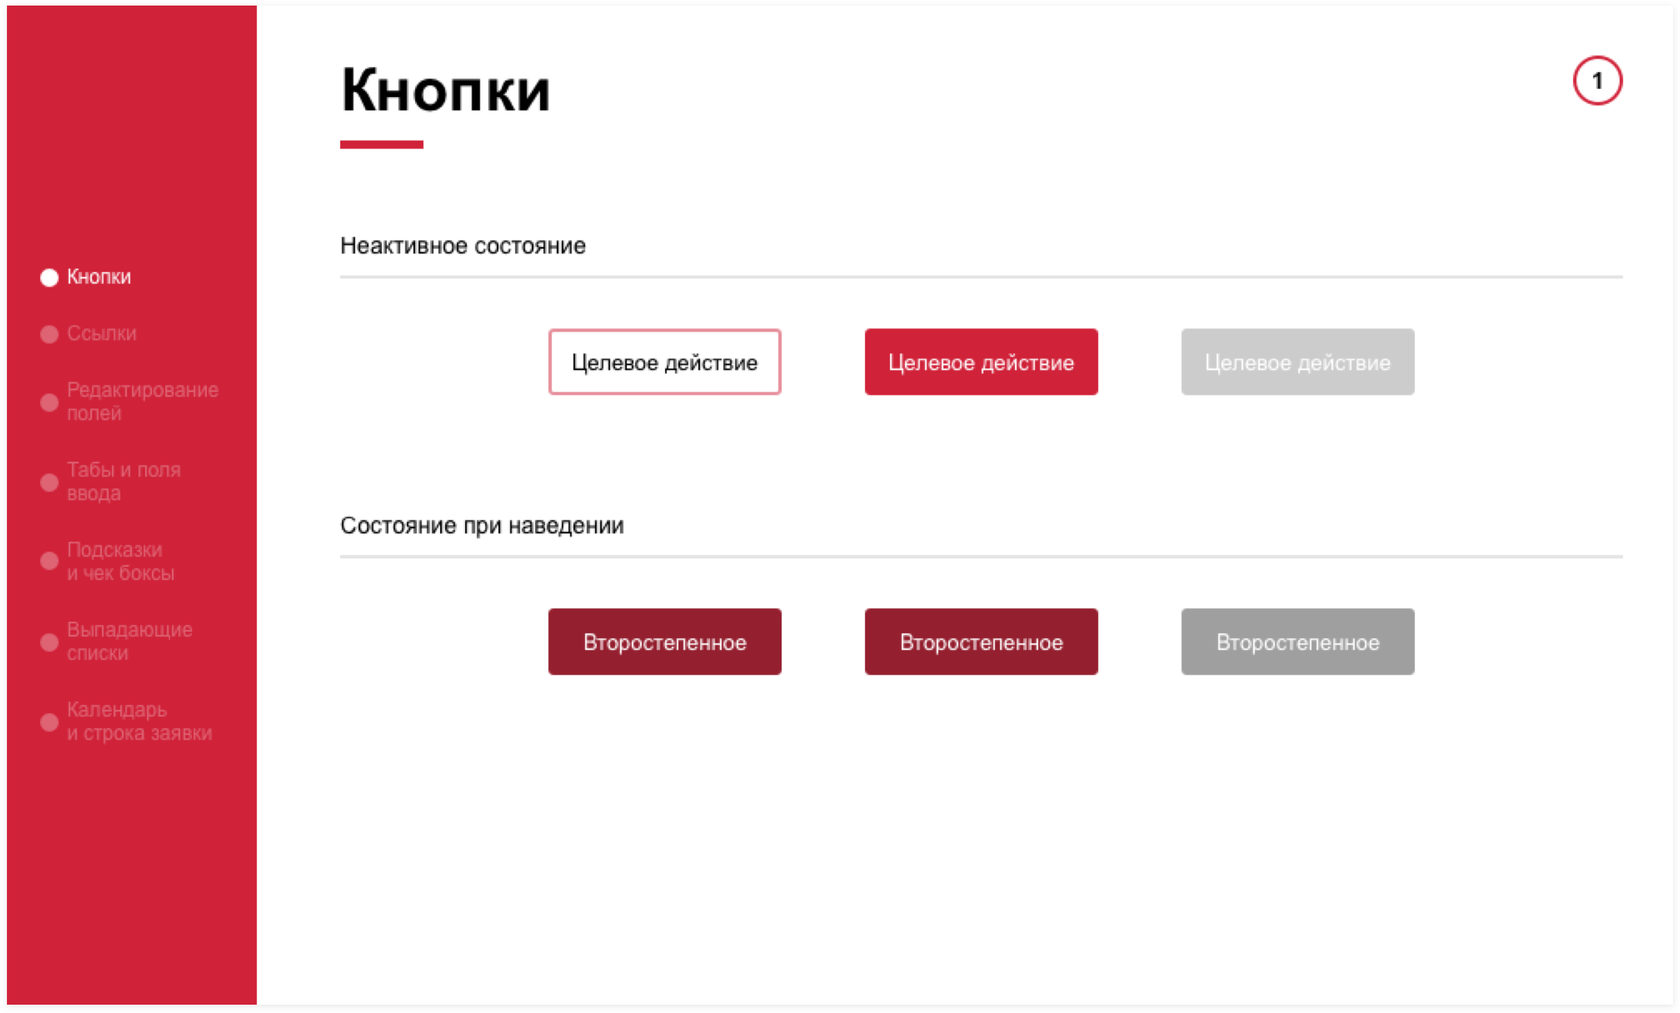 Кнопки
1
Кнопки
Ссылки
Редактирование
полей
Табы и поля
ввода
Подсказки
и чек боксы
Выпадающие
списки
Календарь
и строка заявки
Неактивное состояние
Целевое действие
Целевое действие
Целевое действие
Состояние при наведении
Второстепенное
Второстепенное
Второстепенное